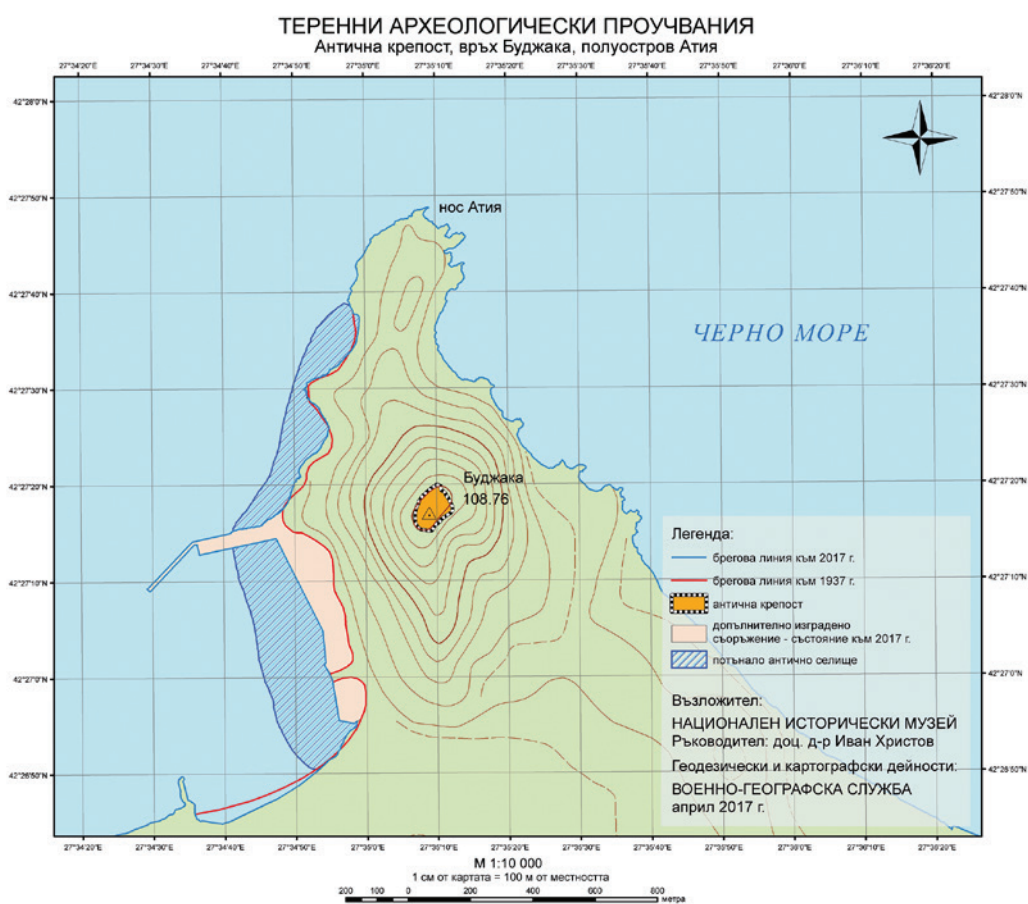 ТЕРЕННИ АРХЕОЛОГИЧЕСКИ ПРОУЧВАНИЯ
Антична крепост, връх Буджака, полуостров Атия
27°34'20"E 27°34'30"E 27°34'40"E 27°34'50"E 27°35'0"E 27°35'10"E 27°35'20"E 27°35'30"E 27°35'40"E 27°35'50"E 27°36'0"E 27°36'10"E 27°36'20"E
42°28'0"N 42°28'0"N
42°27'50"N 42°27'50"N
нос Атия
42°27'40"N 42°27'40"N
ЧЕРНО МОРЕ
42°27'30"N 42°27'30"N
42°27'20"N 42°27'20"N
Буджака
108.76
Легенда:
брегова линия към 2017 г.
42°27'10"N 42°27'10"N
брегова линия към 1937 г.
антична крепост
допълнително изградено
съоръжение - състояние към 2017 г.
потънало антично селище
42°27'0"N 42°27'0"N
Възложител:
НАЦИОНАЛЕН ИСТОРИЧЕСКИ МУЗЕЙ
Ръководител: доц. д-р Иван Христов
Геодезически и картографски дейности:
42°26'50"N 42°26'50"N
ВОЕННО-ГЕОГРАФСКА СЛУЖБА
април 2017 г.
27°34'20"E 27°34'30"E 27°34'40"E 27°34'50"E 27°35'0"E 27°35'10"E 27°35'20"E 27°35'30"E 27°35'40"E 27°35'50"E 27°36'0"E 27°36'10"E 27°36'20"E
М 1:10 000
1 см от картата = 100 м от местността
200 100 0 200 400 600 800
метра